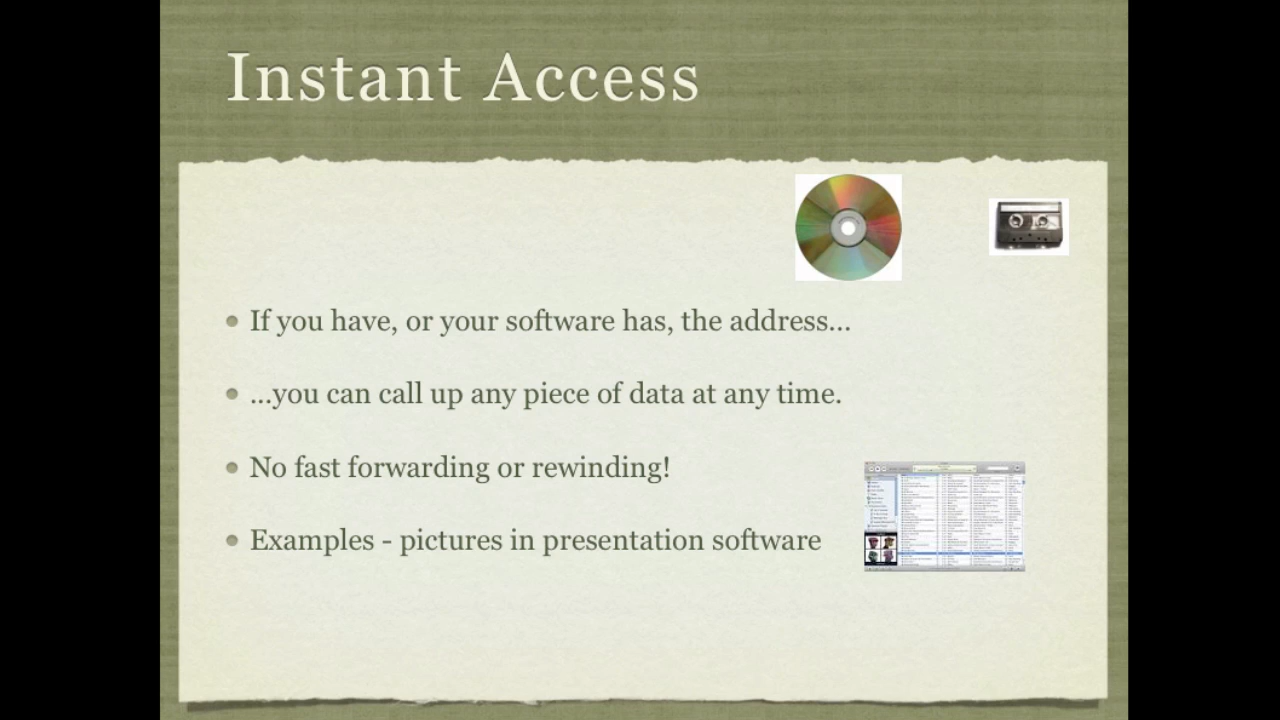 Instant Access
If you have, or your software has, the address...
...you can call up any piece of data at any time.
No fast forwarding or rewinding!
Examples - pictures in presentation software